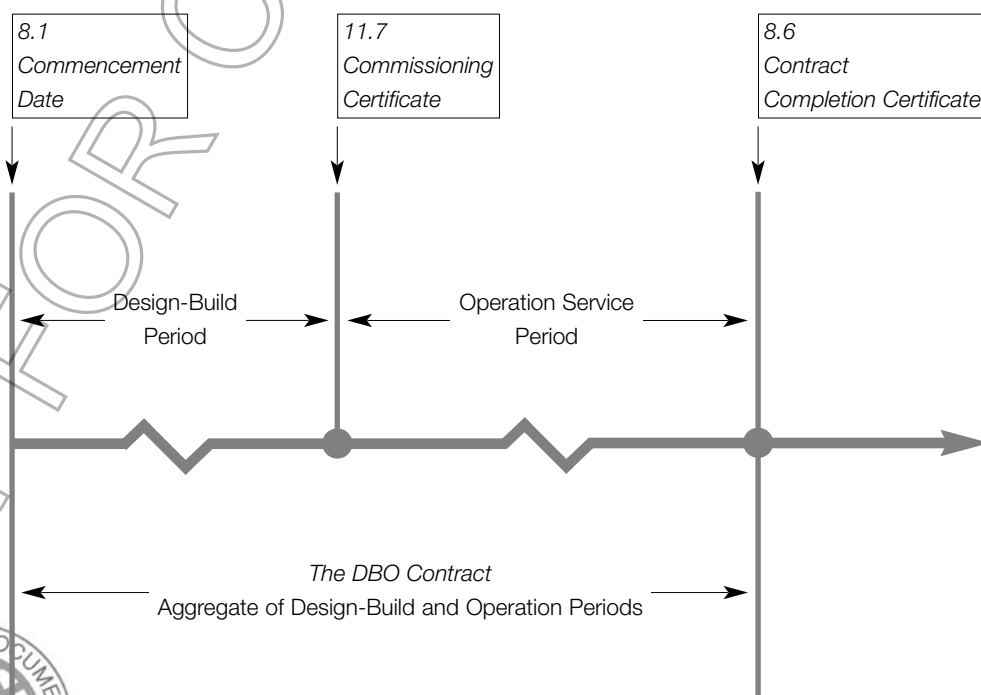 8.1
Commencement
Date
11.7
Commissioning
Certificate
8.6
Contract
Completion Certificate
Design-Build
Period
Operation Service
Period
The DBO Contract
Aggregate of Design-Build and Operation Periods
FOR